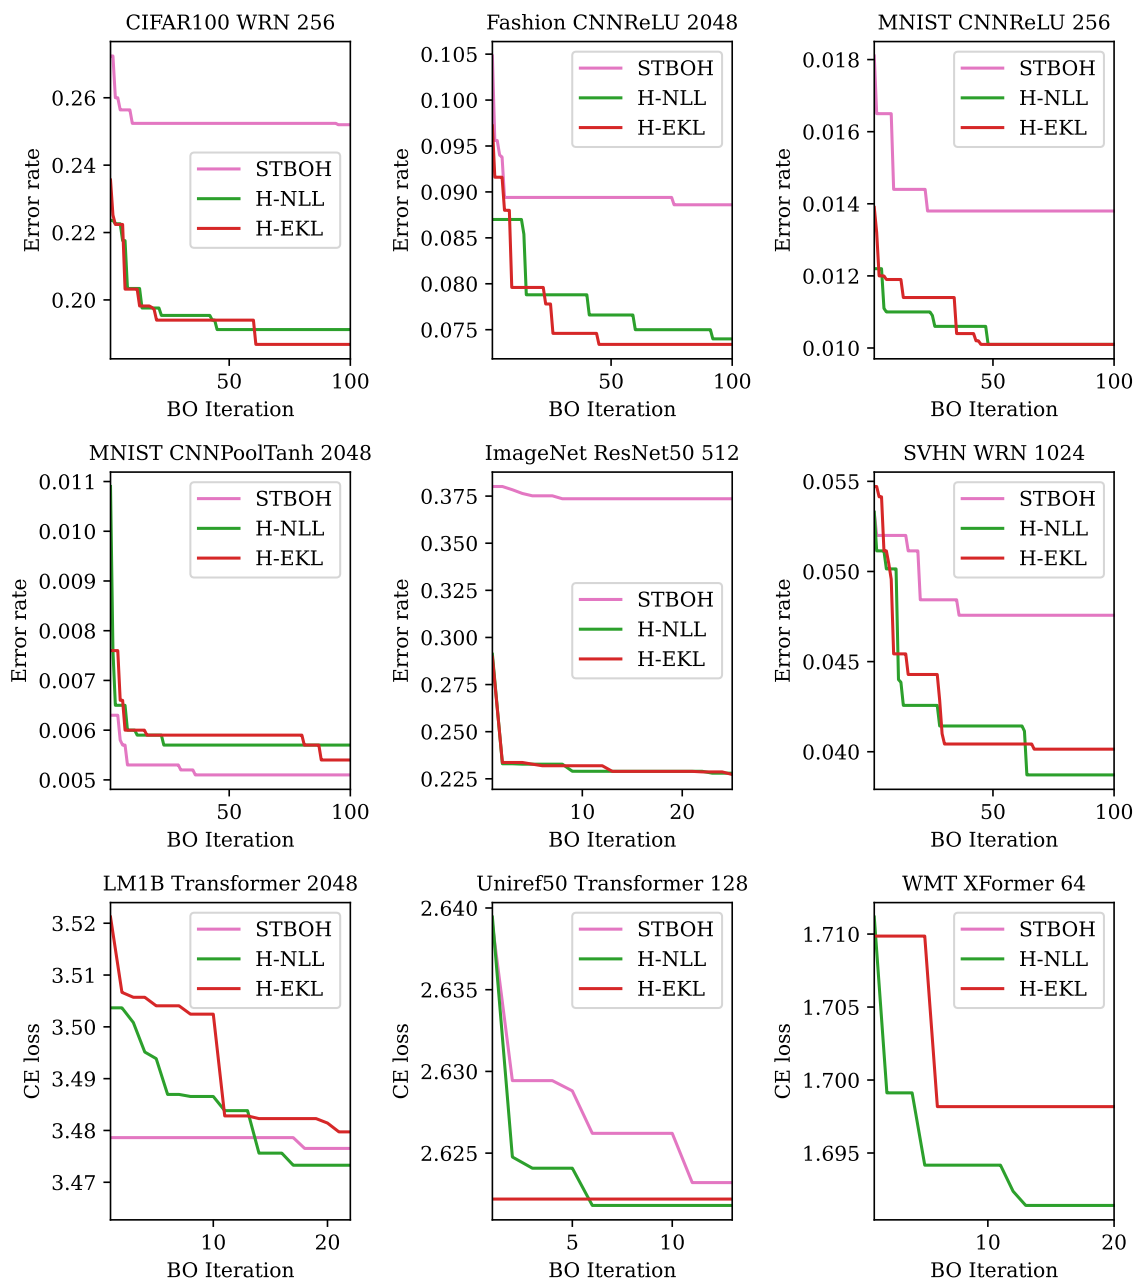 CIFAR100 WRN 256
Error rate
0.26
0.24
0.22
0.20
STBOH
H-NLL
H-EKL
50
100
BO Iteration
Fashion CNNReLU 2048
Error rate
0.105
0.100
0.095
0.090
0.085
0.080
0.075
STBOH
H-NLL
H-EKL
50
100
BO Iteration
MNIST CNNReLU 256
Error rate
0.018
0.016
0.014
0.012
0.010
STBOH
H-NLL
H-EKL
50
100
BO Iteration
MNIST CNNPoolTanh 2048
Error rate
0.011
0.010
0.009
0.008
0.007
0.006
0.005
STBOH
H-NLL
H-EKL
50
100
BO Iteration
ImageNet ResNet50 512
Error rate
0.375
0.350
0.325
0.300
0.275
0.250
0.225
STBOH
H-NLL
H-EKL
10
20
BO Iteration
SVHN WRN 1024
Error rate
0.055
0.050
0.045
0.040
STBOH
H-NLL
H-EKL
50
100
BO Iteration
LM1B Transformer 2048
CE loss
3.52
3.51
3.50
3.49
3.48
3.47
STBOH
H-NLL
H-EKL
10
20
BO Iteration
Uniref50 Transformer 128
CE loss
2.640
2.635
2.630
2.625
STBOH
H-NLL
H-EKL
5
10
BO Iteration
WMT XFormer 64
CE loss
1.710
1.705
1.700
1.695
STBOH
H-NLL
H-EKL
10
20
BO Iteration